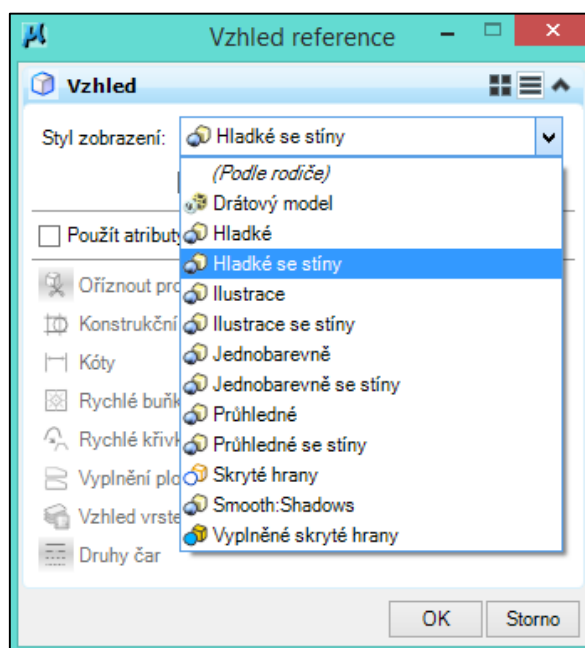 Vzhled reference
Vzhled
Styl zobrazení: Hladké se stíny
(Podle rodiče)
Drátový model
Použít atributy Hladké
Hladké se stíny
Oříznout pro Ilustrace
Konstrukční Ilustrace se stíny
Kóty Jednobarevně
Jednobarevně se stíny
Rychlé buňk Průhledné
Rychlé křivk Průhledné se stíny
Vyplnění plo Skryté hrany
Vzhled vrste Smooth:Shadows
Vyplněné skryté hrany
Druhy čar
OK Storno